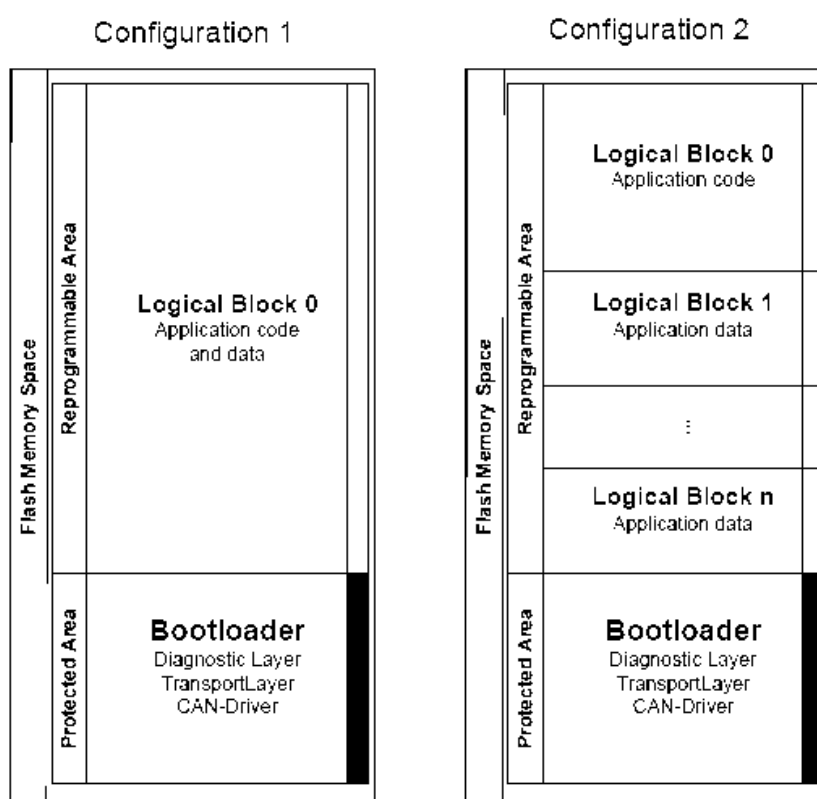 Configuration 1
Flash Memory Space
Reprogrammable Area
Logical Block 0
Application code
and data
Protected Area
Bootloader
Diagnostic Layer
TransportLayer
CAN-Driver
Configuration 2
Flash Memory Space
Reprogrammable Area
Logical Block 0
Application code
Logical Block 1
Application data
...
Logical Block n
Application data
Protected Area
Bootloader
Diagnostic Layer
TransportLayer
CAN-Driver